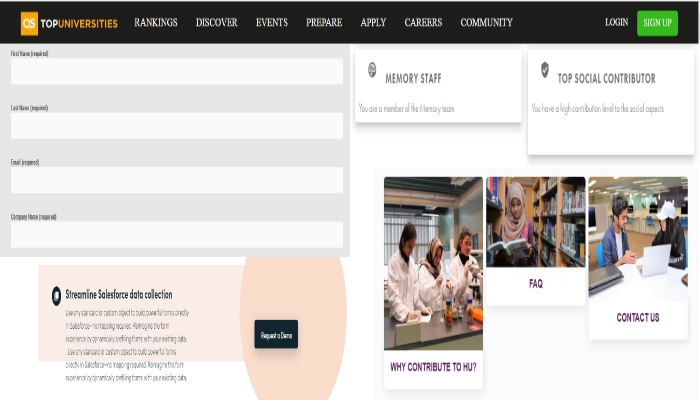 QS TOPUNIVERSITIES RANKINGS DISCOVER EVENTS PREPARE APPLY CAREERS COMMUNITY LOGIN SIGN UP
First Name (required)
Last Name (required)
Email (required)
Company Name (required)
MEMORY STAFF
You are a member of the Memory team
TOP SOCIAL CONTRIBUTOR
You have a high contribution level to the social aspects
Streamline Salesforce data collection
Use any standard or custom object to build powerful forms directly
in Salesforce—no mapping required. Reimagine the form
experience by dynamically prefilling forms with your existing data.
. Use any standard or custom object to build powerful forms
directly in Salesforce—no mapping required. Reimagine the form
experience by dynamically prefilling forms with your existing data.
Request a Demo
WHY CONTRIBUTE TO HU?
FAQ
CONTACT US